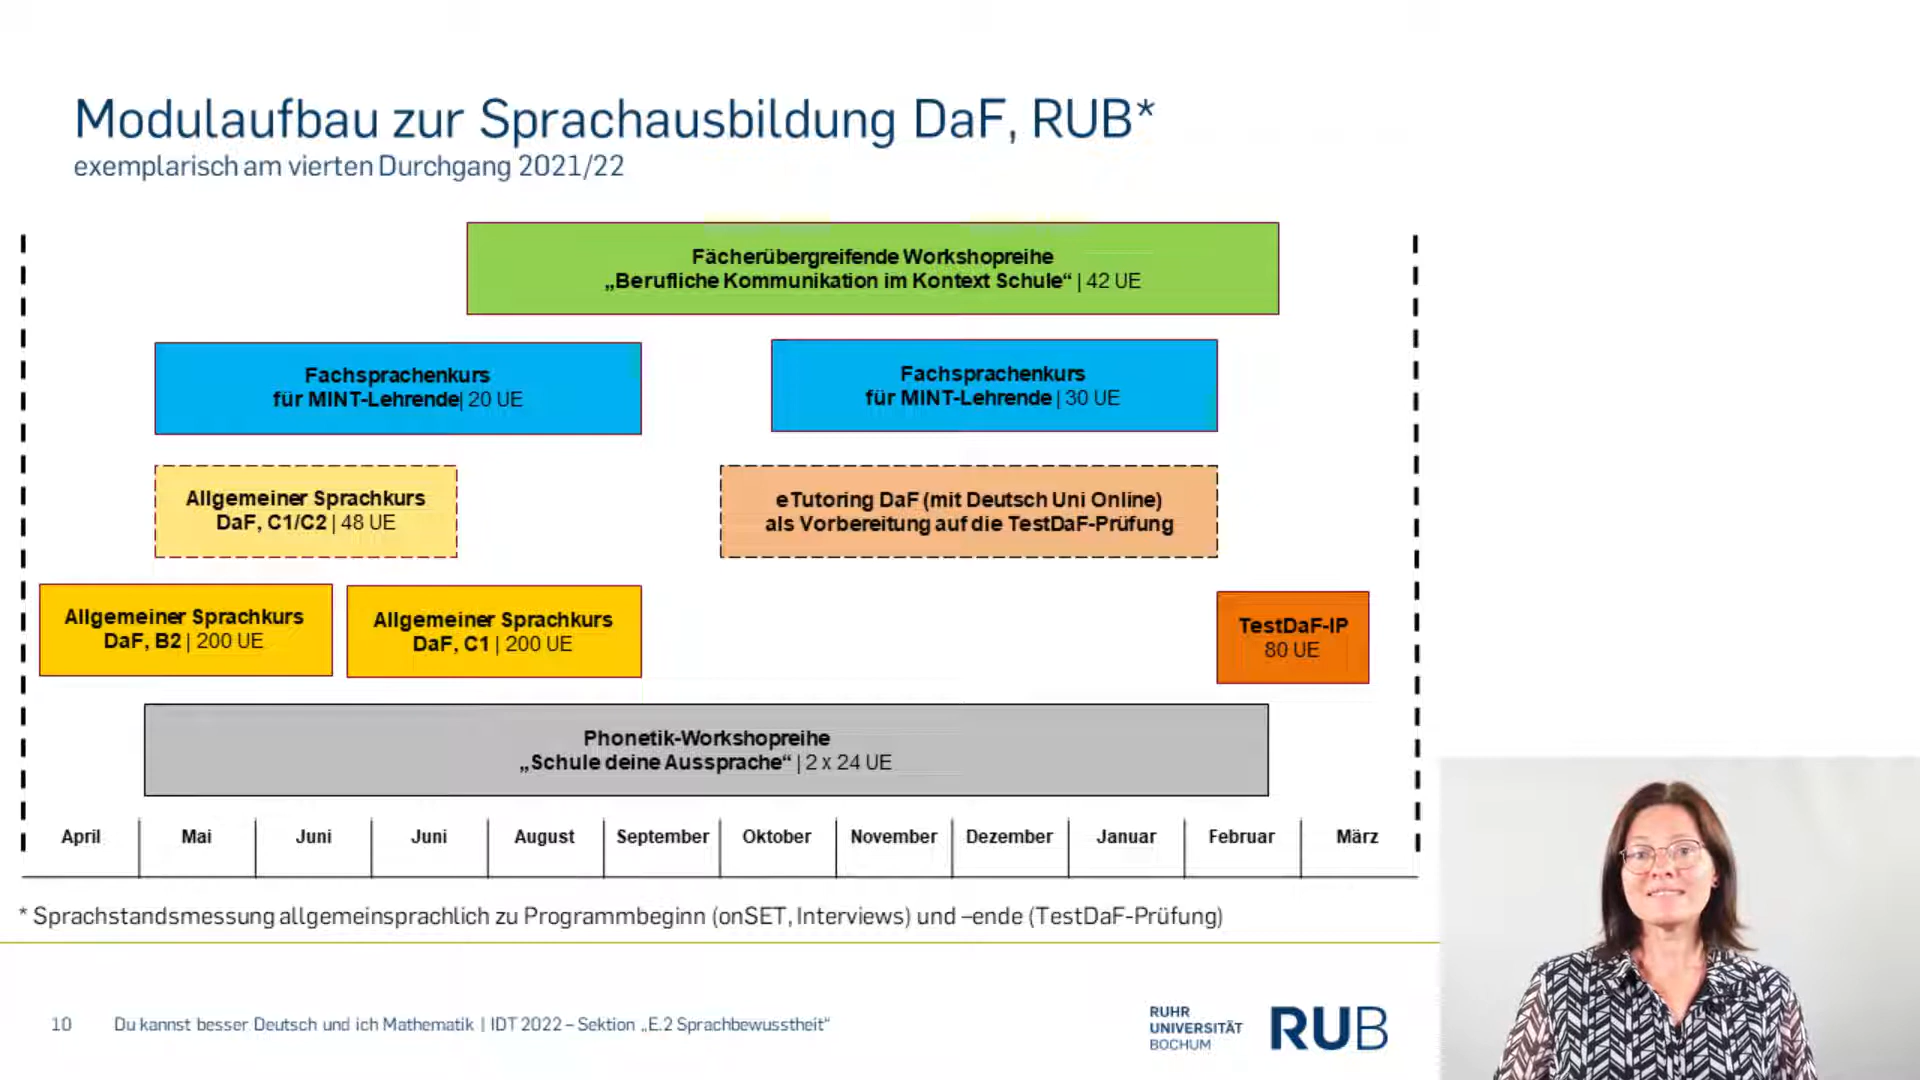 Modulaufbau zur Sprachausbildung DaF, RUB*
exemplarisch am vierten Durchgang 2021/22
Fächerübergreifende Workshopreihe
„Berufliche Kommunikation im Kontext Schule“ | 42 UE
Fachsprachenkurs
für MINT-Lehrende| 20 UE
Fachsprachenkurs
für MINT-Lehrende | 30 UE
Allgemeiner Sprachkurs
DaF, C1/C2 | 48 UE
eTutoring DaF (mit Deutsch Uni Online)
als Vorbereitung auf die TestDaF-Prüfung
Allgemeiner Sprachkurs
DaF, B2 | 200 UE
Allgemeiner Sprachkurs
DaF, C1 | 200 UE
TestDaF-IP
80 UE
Phonetik-Workshopreihe
„Schule deine Aussprache“ | 2 x 24 UE
April Mai Juni Juni August September Oktober November Dezember Januar Februar März
* Sprachstandsmessung allgemeinsprachlich zu Programmbeginn (onSET, Interviews) und –ende (TestDaF-Prüfung)
10 Du kannst besser Deutsch und ich Mathematik | IDT 2022 – Sektion „E.2 Sprachbewusstheit“
RUHR
UNIVERSITÄT
BOCHUM
RUB